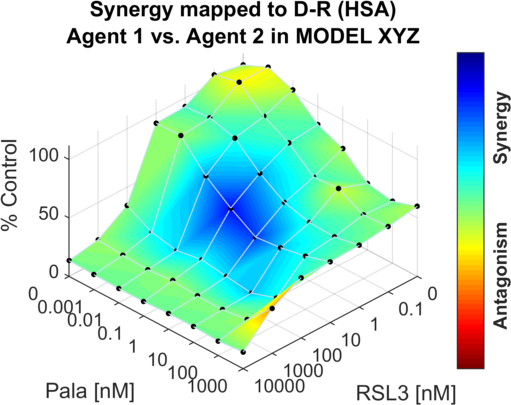 Synergy mapped to D-R (HSA)
Agent 1 vs. Agent 2 in MODEL XYZ
% Control
100
50
0
0
0.001
0.01
0.1
1
10
100
1000
Pala [nM]
0
0.1
1
10
100
1000
10000
RSL3 [nM]
Synergy
Antagonism